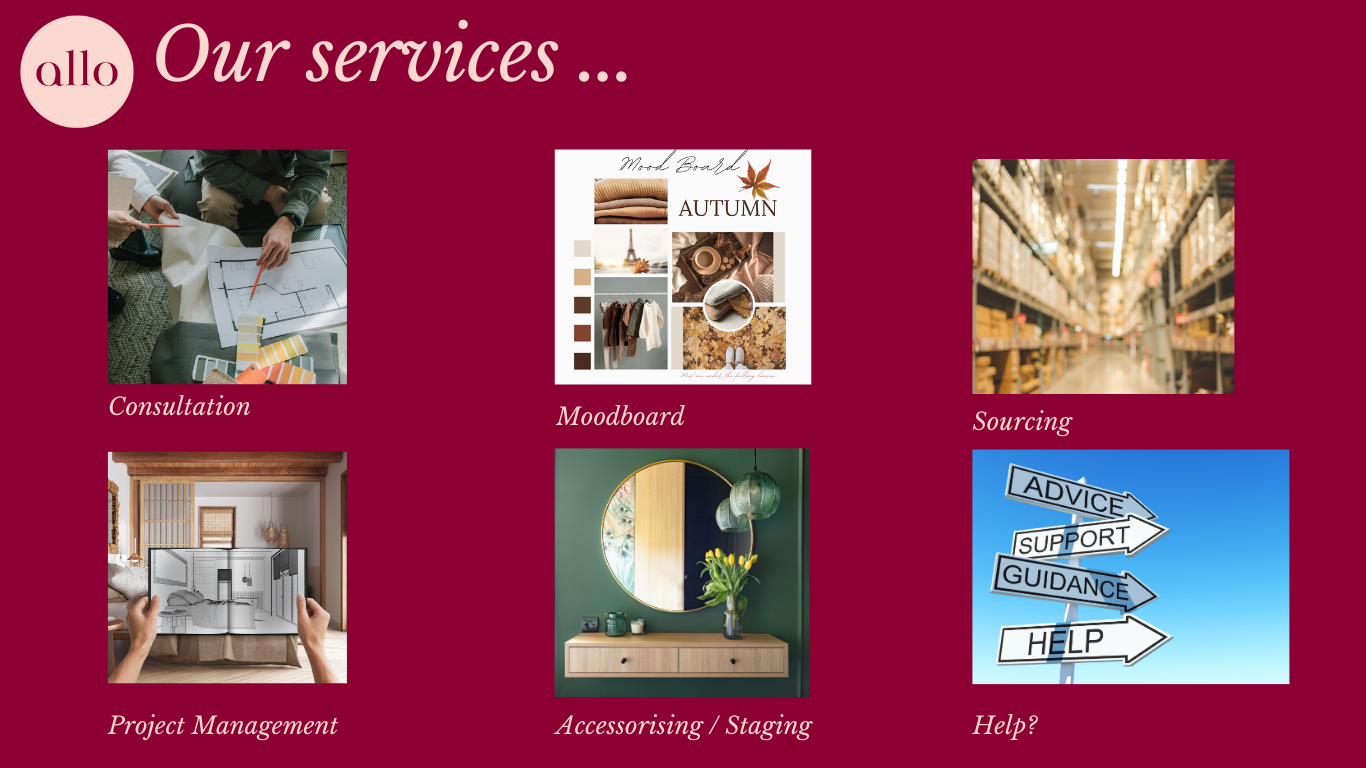 allo
Our services ...
Mood Board
AUTUMN
Consultation
Moodboard
Sourcing
ADVICE
SUPPORT
GUIDANCE
HELP
Project Management
Accessorising / Staging
Help?